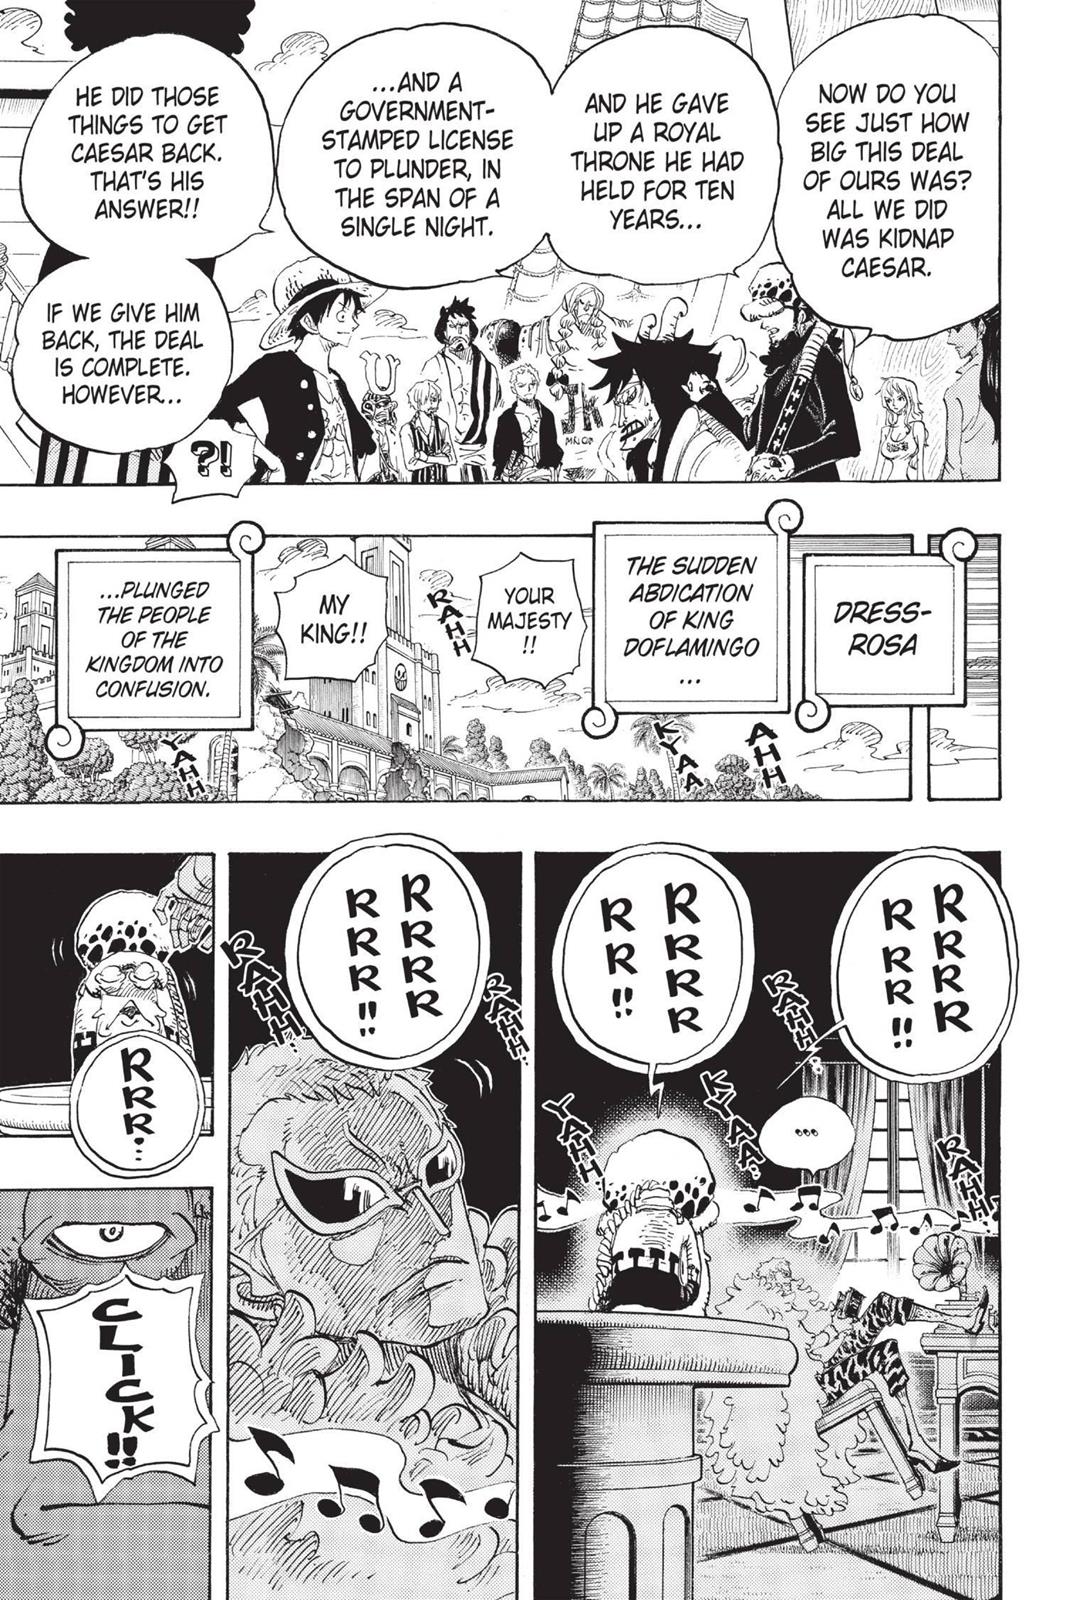 NOW DO YOU
SEE JUST HOW
BIG THIS DEAL
OF OURS WAS?
ALL WE DID
WAS KIDNAP
CAESAR.
AND HE GAVE
UP A ROYAL
THRONE HE HAD
HELD FOR TEN
YEARS...
...AND A
GOVERNMENT-
STAMPED LICENSE
TO PLUNDER, IN
THE SPAN OF A
SINGLE NIGHT.
HE DID THOSE
THINGS TO GET
CAESAR BACK.
THAT'S HIS
ANSWER!!
IF WE GIVE HIM
BACK, THE DEAL
IS COMPLETE.
HOWEVER...
?!
DRESS-
ROSA
THE SUDDEN
ABDICATION
OF KING
DOFLAMINGO
...
AHH
KYAA
YOUR
MAJESTY
!!
RAHH
MY
KING!!
...PLUNGED
THE PEOPLE
OF THE
KINGDOM INTO
CONFUSION.
YAHH
RRRR
RRR!!
RAHH!
...
RAHH!
RRRR
RR!!
KYAA
YAHH!
RRRR
RRR!!
RAHH!
RAHH!
RRR...
CLICK!!